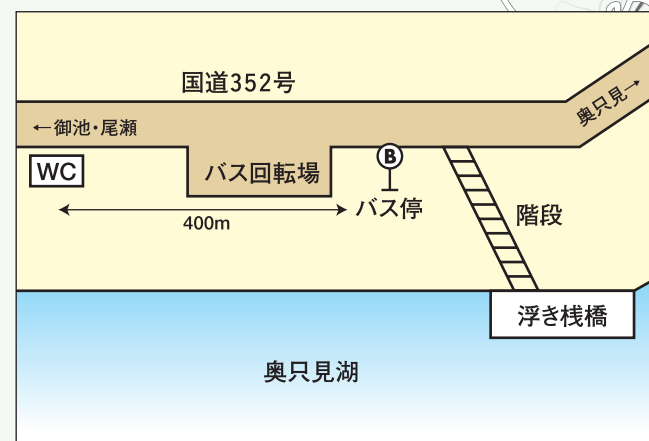 国道352号
奥只見→
←御池・尾瀬
WC
バス回転場
B
バス停
400m
階段
浮き桟橋
奥只見湖